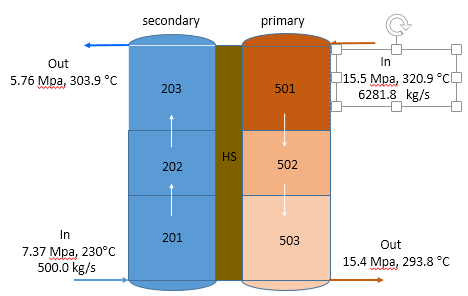 secondary
primary
Out
5.76 Mpa, 303.9 °C
In
15.5 Mpa, 320.9 °C
6281.8 kg/s
203
501
HS
202
502
201
503
In
7.37 Mpa, 230°C
500.0 kg/s
Out
15.4 Mpa, 293.8 °C